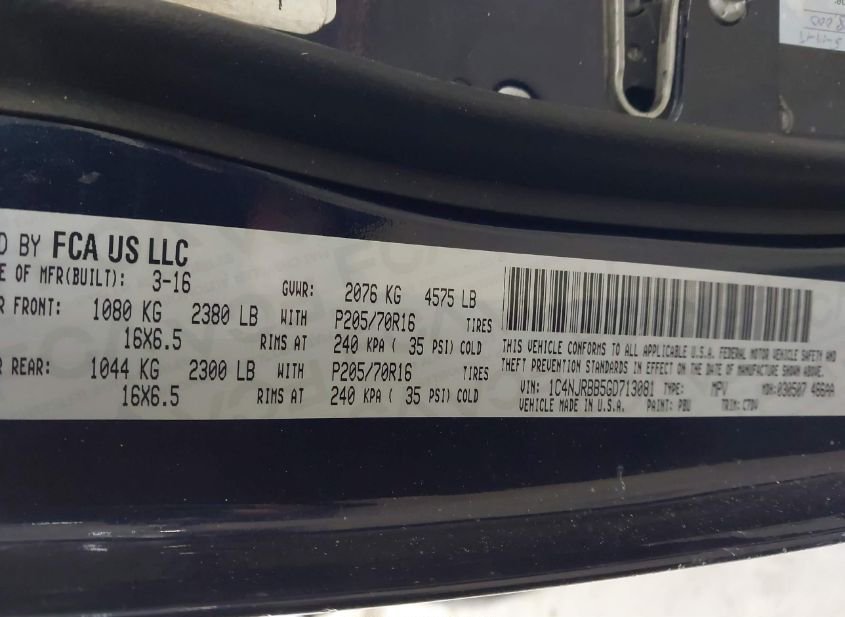 D BY FCA US LLC
E OF MFR(BUILT): 3-16 GVWR: 2076 KG 4575 LB
R FRONT: 1080 KG 2380 LB WITH P205/70R16 TIRES
16X6.5 RIMS AT 240 KPA ( 35 PSI) COLD
R REAR: 1044 KG 2300 LB WITH P205/70R16 TIRES
16X6.5 RIMS AT 240 KPA ( 35 PSI) COLD
THIS VEHICLE CONFORMS TO ALL APPLICABLE U.S.A. FEDERAL MOTOR VEHICLE SAFETY AND
THEFT PREVENTION STANDARDS IN EFFECT ON THE DATE OF MANUFACTURE SHOWN ABOVE.
VIN: 1C4NJRBB5GD713081 TYPE: MPV MDH: 030507 466AA
VEHICLE MADE IN U.S.A. PAINT: PBU TRIM: